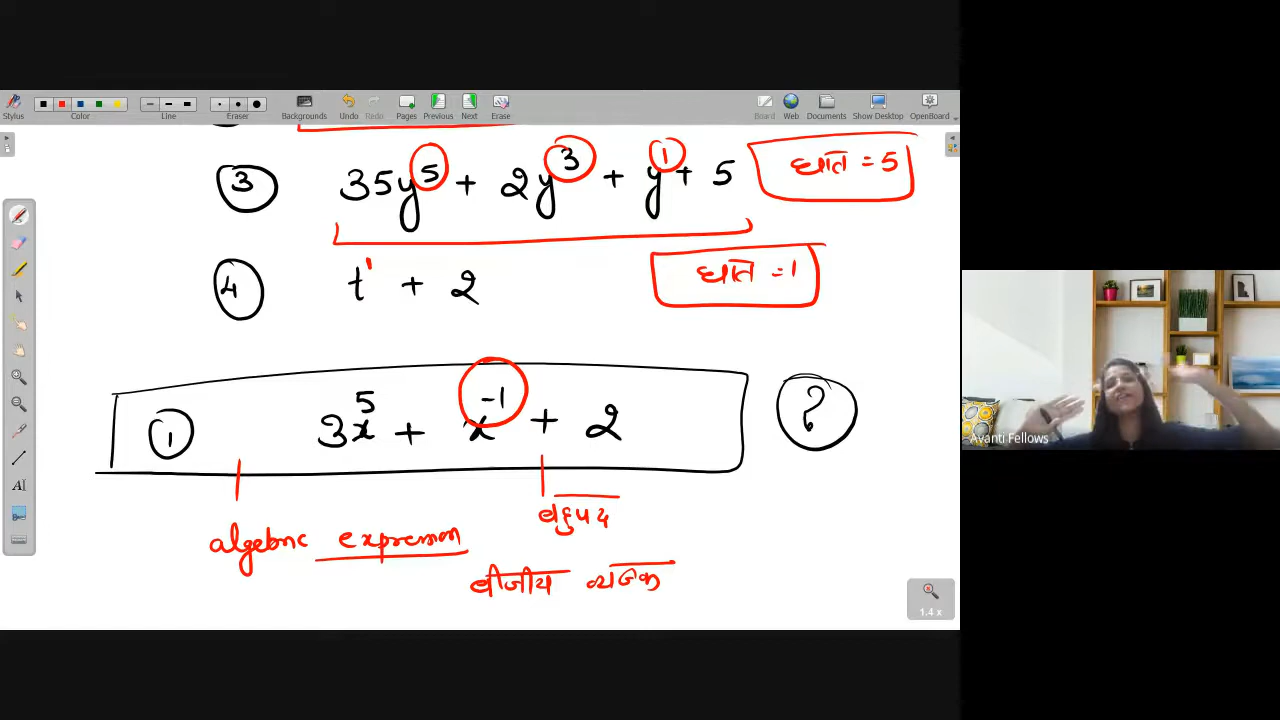 Stylus Color Line Eraser Backgrounds Undo Redo Pages Previous Next Erase Board Web Documents Show Desktop OpenBoard
3 35y⁵ + 2y³ + y¹ + 5 घात = 5
4 t¹ + 2 घात = 1
1 3x⁵ + x⁻¹ + 2 ?
Avanti Fellows
बहुपद
algebric expression
बीजीय व्यंजक
1.4 x